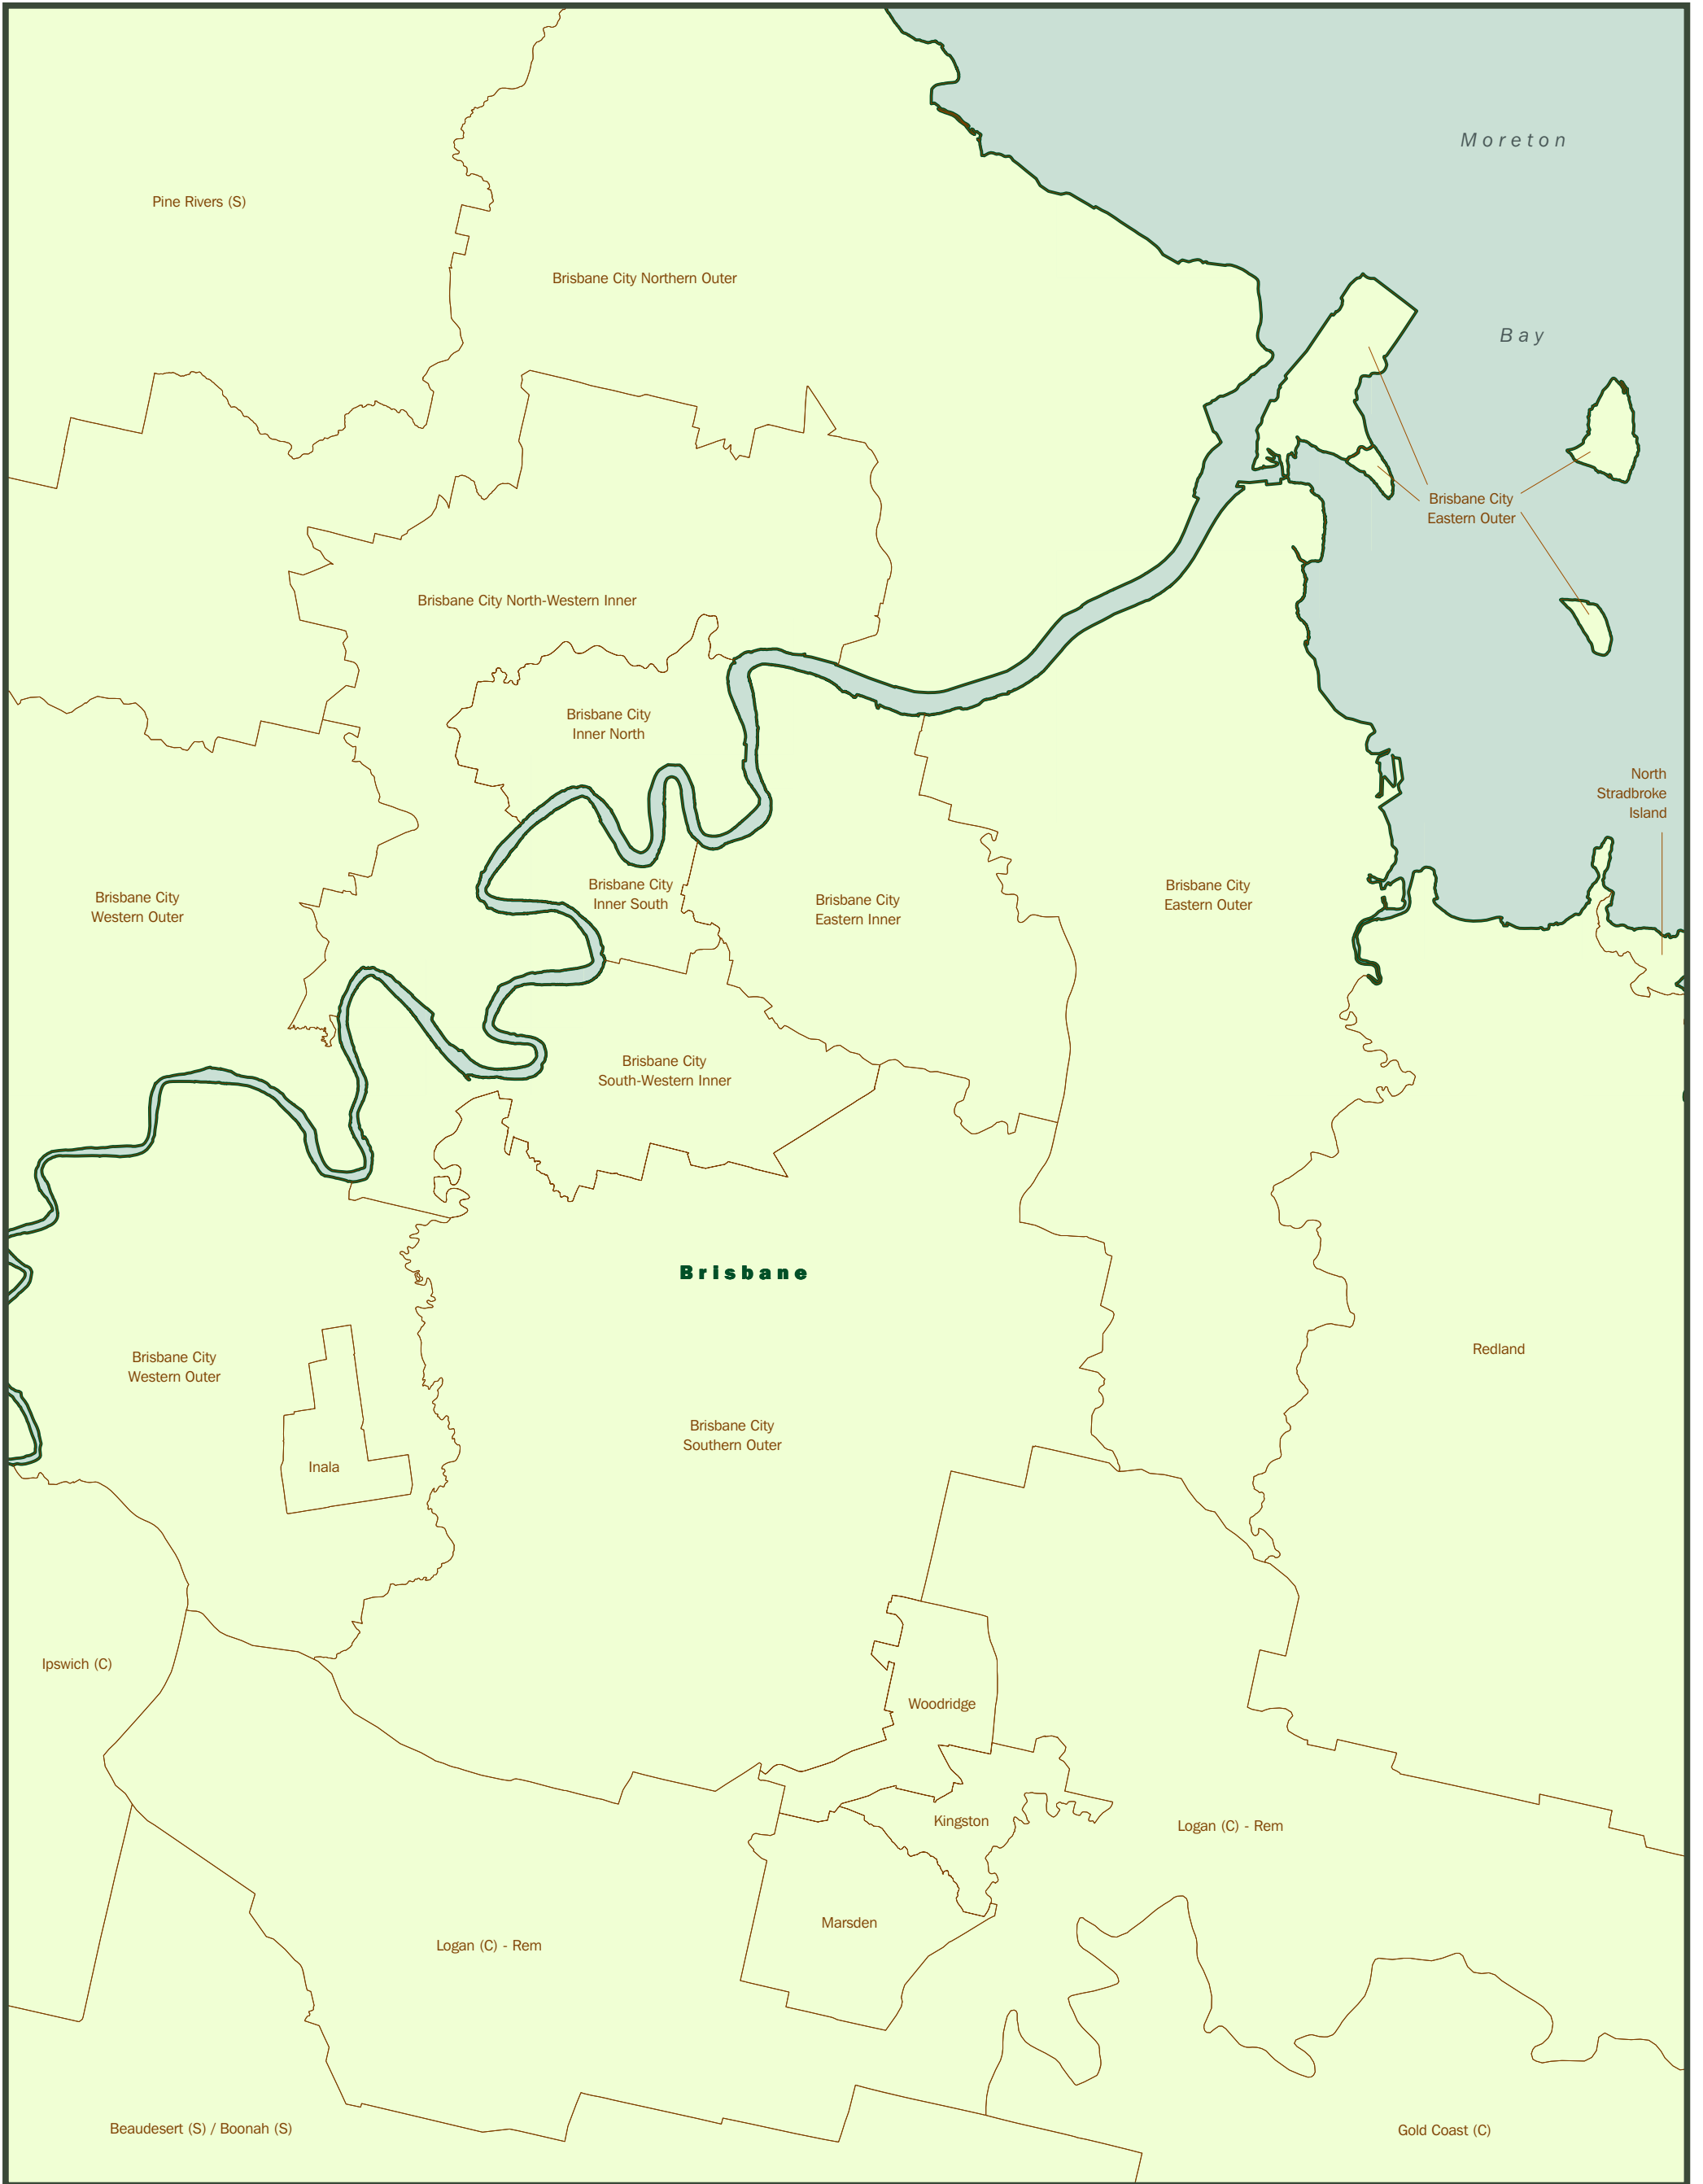 Moreton
Pine Rivers (S)
Brisbane City Northern Outer
Bay
Brisbane City
Eastern Outer
Brisbane City North-Western Inner
Brisbane City
Inner North
North
Stradbroke
Island
Brisbane City
Western Outer
Brisbane City
Inner South
Brisbane City
Eastern Inner
Brisbane City
Eastern Outer
Brisbane City
South-Western Inner
Brisbane
Brisbane City
Western Outer
Redland
Brisbane City
Southern Outer
Inala
Ipswich (C)
Woodridge
Kingston
Logan (C) - Rem
Marsden
Logan (C) - Rem
Beaudesert (S) / Boonah (S)
Gold Coast (C)